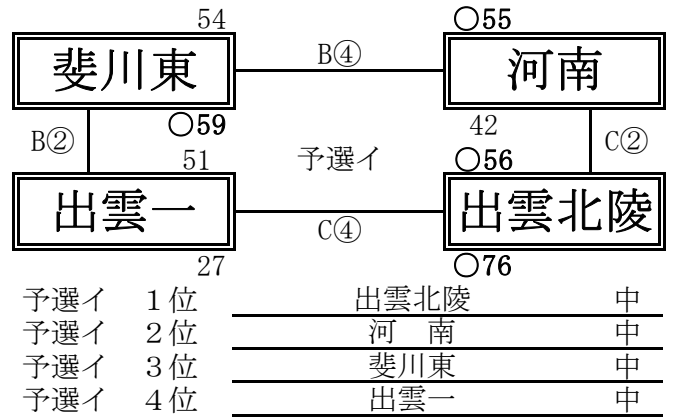 54 ○55
斐川東 B④ 河南
○59 42
B② 予選イ C②
51 ○56
出雲一 C④ 出雲北陵
27 ○76
予選イ 1位 出雲北陵 中
予選イ 2位 河 南 中
予選イ 3位 斐川東 中
予選イ 4位 出雲一 中